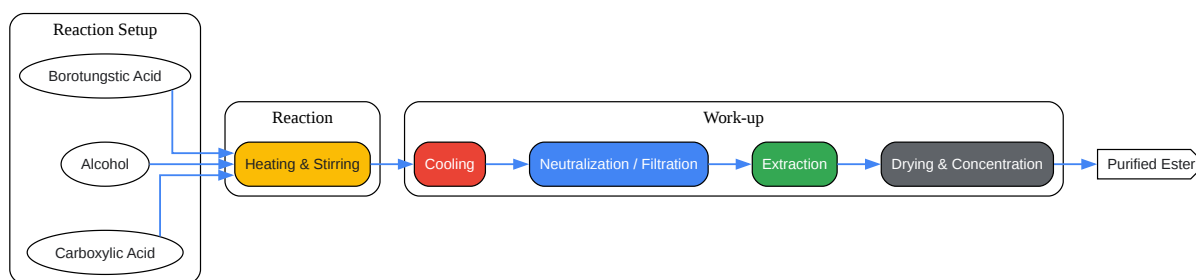 Reaction Setup
Borotungstic Acid
Alcohol
Carboxylic Acid
Reaction
Heating & Stirring
Work-up
Cooling
Neutralization / Filtration
Extraction
Drying & Concentration
Purified Ester